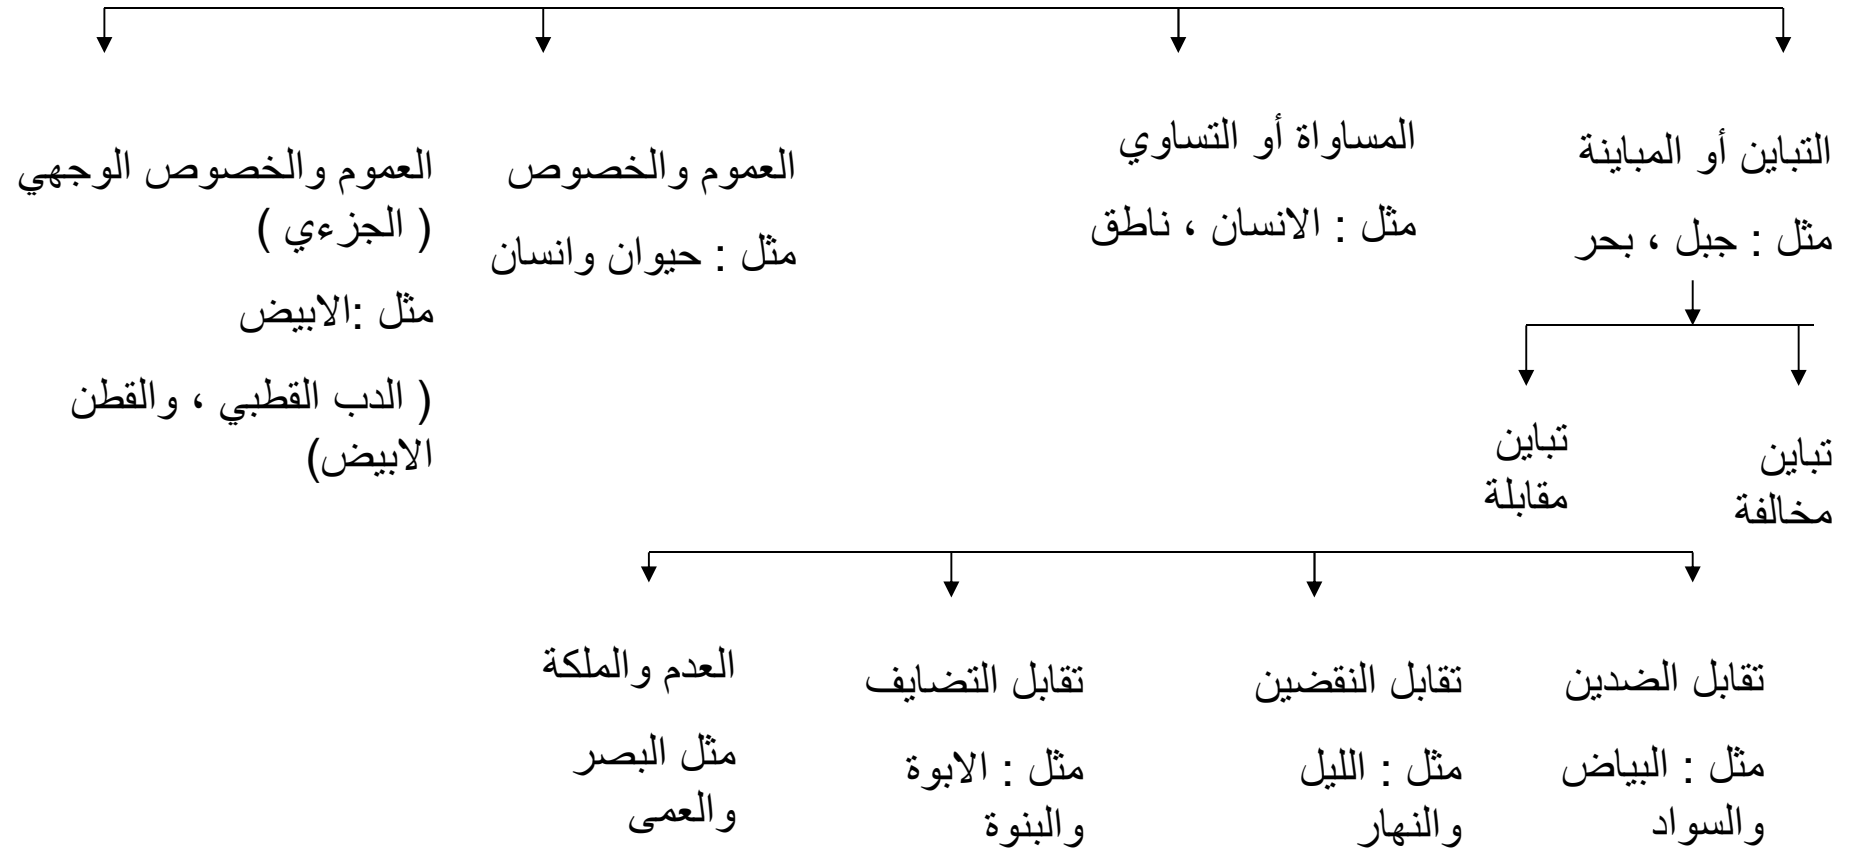 التباين أو المباينة
مثل : جبل ، بحر
المساواة أو التساوي
مثل : الانسان ، ناطق
العموم والخصوص
مثل : حيوان وانسان
العموم والخصوص الوجهي
( الجزءي )
مثل :الابيض
( الدب القطبي ، والقطن
الابيض)
تباين
مخالفة
تباين
مقابلة
تقابل الضدين
مثل : البياض
والسواد
تقابل النقضين
مثل : الليل
والنهار
تقابل التضايف
مثل : الابوة
والبنوة
العدم والملكة
مثل البصر
والعمى